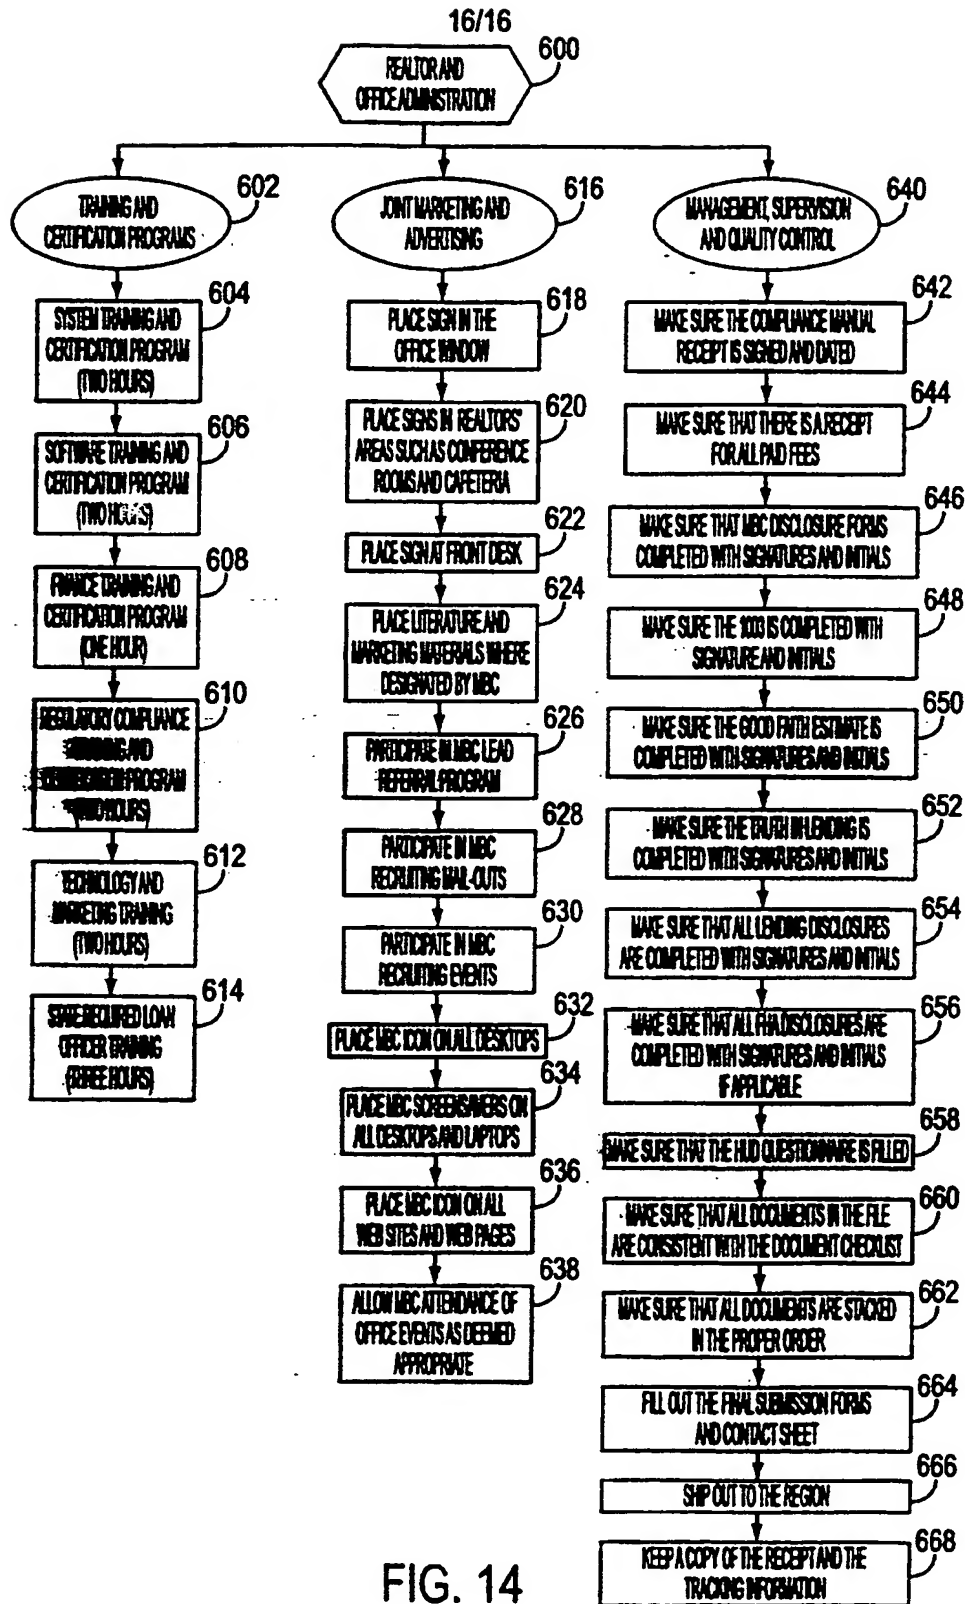 16/16
600
REALTOR AND
OFFICE ADMINISTRATION
602
TRAINING AND
CERTIFICATION PROGRAMS
604
SYSTEM TRAINING AND
CERTIFICATION PROGRAM
(TWO HOURS)
606
SOFTWARE TRAINING AND
CERTIFICATION PROGRAM
(TWO HOURS)
608
FINANCE TRAINING AND
CERTIFICATION PROGRAM
(ONE HOUR)
610
REGULATORY COMPLIANCE
TRAINING AND
CERTIFICATION PROGRAM
(TWO HOURS)
612
TECHNOLOGY AND
MARKETING TRAINING
(TWO HOURS)
614
STATE REQUIRED LOAN
OFFICER TRAINING
(THREE HOURS)
616
JOINT MARKETING AND
ADVERTISING
618
PLACE SIGN IN THE
OFFICE WINDOW
620
PLACE SIGNS IN REALTORS'
AREAS SUCH AS CONFERENCE
ROOMS AND CAFETERIA
622
PLACE SIGN AT FRONT DESK
624
PLACE LITERATURE AND
MARKETING MATERIALS WHERE
DESIGNATED BY MBC
626
PARTICIPATE IN MBC LEAD
REFERRAL PROGRAM
628
PARTICIPATE IN MBC
RECRUITING MAIL-OUTS
630
PARTICIPATE IN MBC
RECRUITING EVENTS
632
PLACE MBC ICON ON ALL DESKTOPS
634
PLACE MBC SCREENSAVERS ON
ALL DESKTOPS AND LAPTOPS
636
PLACE MBC ICON ON ALL
WEB SITES AND WEB PAGES
638
ALLOW MBC ATTENDANCE OF
OFFICE EVENTS AS DEEMED
APPROPRIATE
640
MANAGEMENT, SUPERVISION
AND QUALITY CONTROL
642
MAKE SURE THE COMPLIANCE MANUAL
RECEIPT IS SIGNED AND DATED
644
MAKE SURE THAT THERE IS A RECEIPT
FOR ALL PAID FEES
646
MAKE SURE THAT MBC DISCLOSURE FORMS
COMPLETED WITH SIGNATURES AND INITIALS
648
MAKE SURE THE 1003 IS COMPLETED WITH
SIGNATURE AND INITIALS
650
MAKE SURE THE GOOD FAITH ESTIMATE IS
COMPLETED WITH SIGNATURES AND INITIALS
652
MAKE SURE THE TRUTH IN LENDING IS
COMPLETED WITH SIGNATURES AND INITIALS
654
MAKE SURE THAT ALL LENDING DISCLOSURES
ARE COMPLETED WITH SIGNATURES AND INITIALS
656
MAKE SURE THAT ALL FHA DISCLOSURES ARE
COMPLETED WITH SIGNATURES AND INITIALS
IF APPLICABLE
658
MAKE SURE THAT THE HUD QUESTIONNAIRE IS FILLED
660
MAKE SURE THAT ALL DOCUMENTS IN THE FILE
ARE CONSISTENT WITH THE DOCUMENT CHECKLIST
662
MAKE SURE THAT ALL DOCUMENTS ARE STACKED
IN THE PROPER ORDER
664
FILL OUT THE FINAL SUBMISSION FORMS
AND CONTACT SHEET
666
SHIP OUT TO THE REGION
668
KEEP A COPY OF THE RECEIPT AND THE
TRACKING INFORMATION
FIG. 14